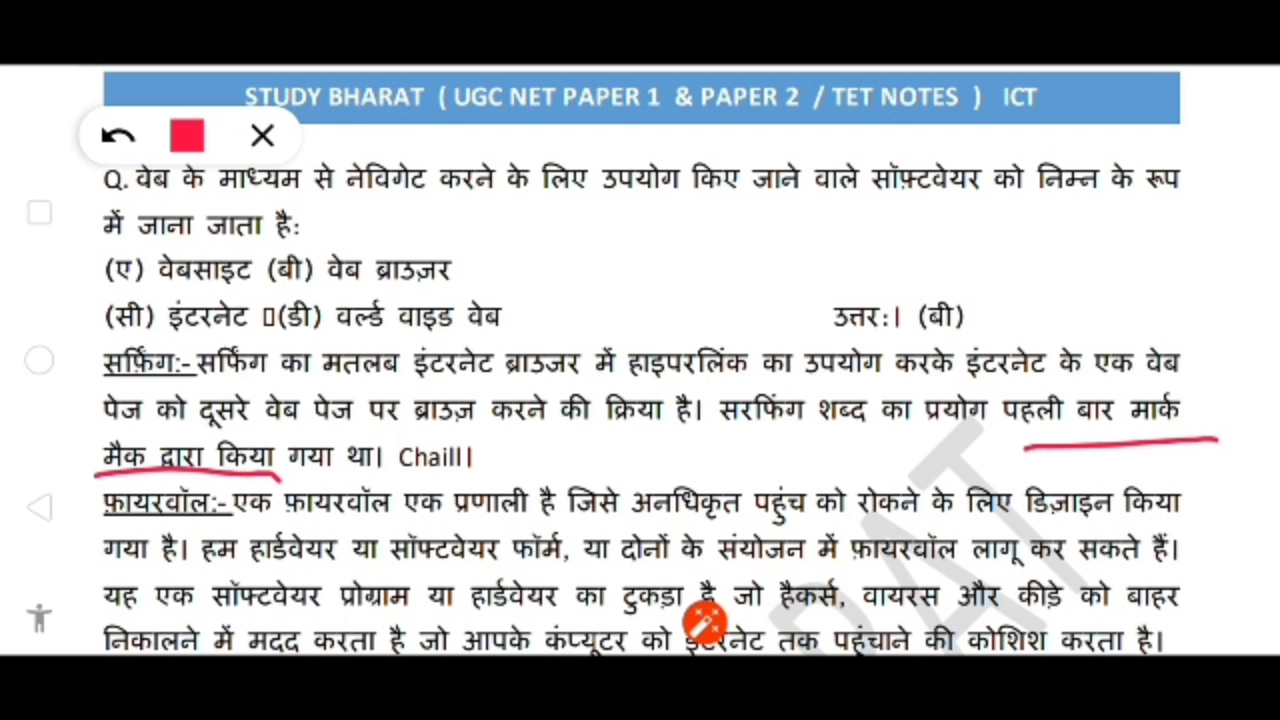 STUDY BHARAT ( UGC NET PAPER 1 & PAPER 2 / TET NOTES ) ICT
Q. वेब के माध्यम से नेविगेट करने के लिए उपयोग किए जाने वाले सॉफ़्टवेयर को निम्न के रूप
में जाना जाता है:
(ए) वेबसाइट (बी) वेब ब्राउज़र
(सी) इंटरनेट (डी) वर्ल्ड वाइड वेब उत्तर:। (बी)
सर्फ़िंग:- सर्फिंग का मतलब इंटरनेट ब्राउजर में हाइपरलिंक का उपयोग करके इंटरनेट के एक वेब
पेज को दूसरे वेब पेज पर ब्राउज़ करने की क्रिया है। सरफिंग शब्द का प्रयोग पहली बार मार्क
मैक द्वारा किया गया था। Chaill।
फ़ायरवॉल:- एक फ़ायरवॉल एक प्रणाली है जिसे अनधिकृत पहुंच को रोकने के लिए डिज़ाइन किया
गया है। हम हार्डवेयर या सॉफ्टवेयर फॉर्म, या दोनों के संयोजन में फ़ायरवॉल लागू कर सकते हैं।
यह एक सॉफ्टवेयर प्रोग्राम या हार्डवेयर का टुकड़ा है जो हैकर्स, वायरस और कीड़े को बाहर
निकालने में मदद करता है जो आपके कंप्यूटर को इंटरनेट तक पहुंचाने की कोशिश करता है।